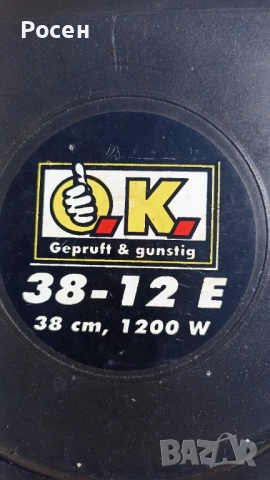 Росен
O.K.
Gepruft & gunstig
38-12 E
38 cm, 1200 W
BAZAR